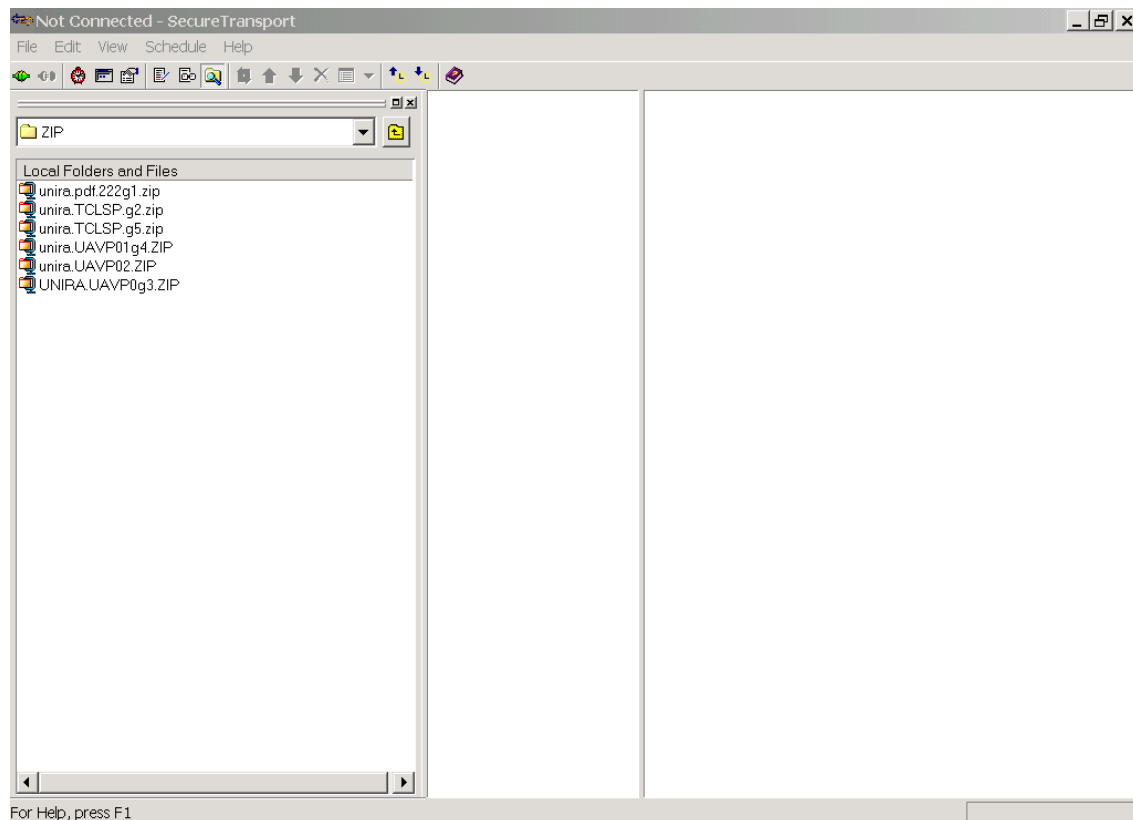 Not Connected - SecureTransport
File Edit View Schedule Help
ZIP
Local Folders and Files
unira.pdf.222g1.zip
unira.TCLSP.g2.zip
unira.TCLSP.g5.zip
unira.UAVP01g4.ZIP
unira.UAVP02.ZIP
UNIRA.UAVP0g3.ZIP
For Help, press F1